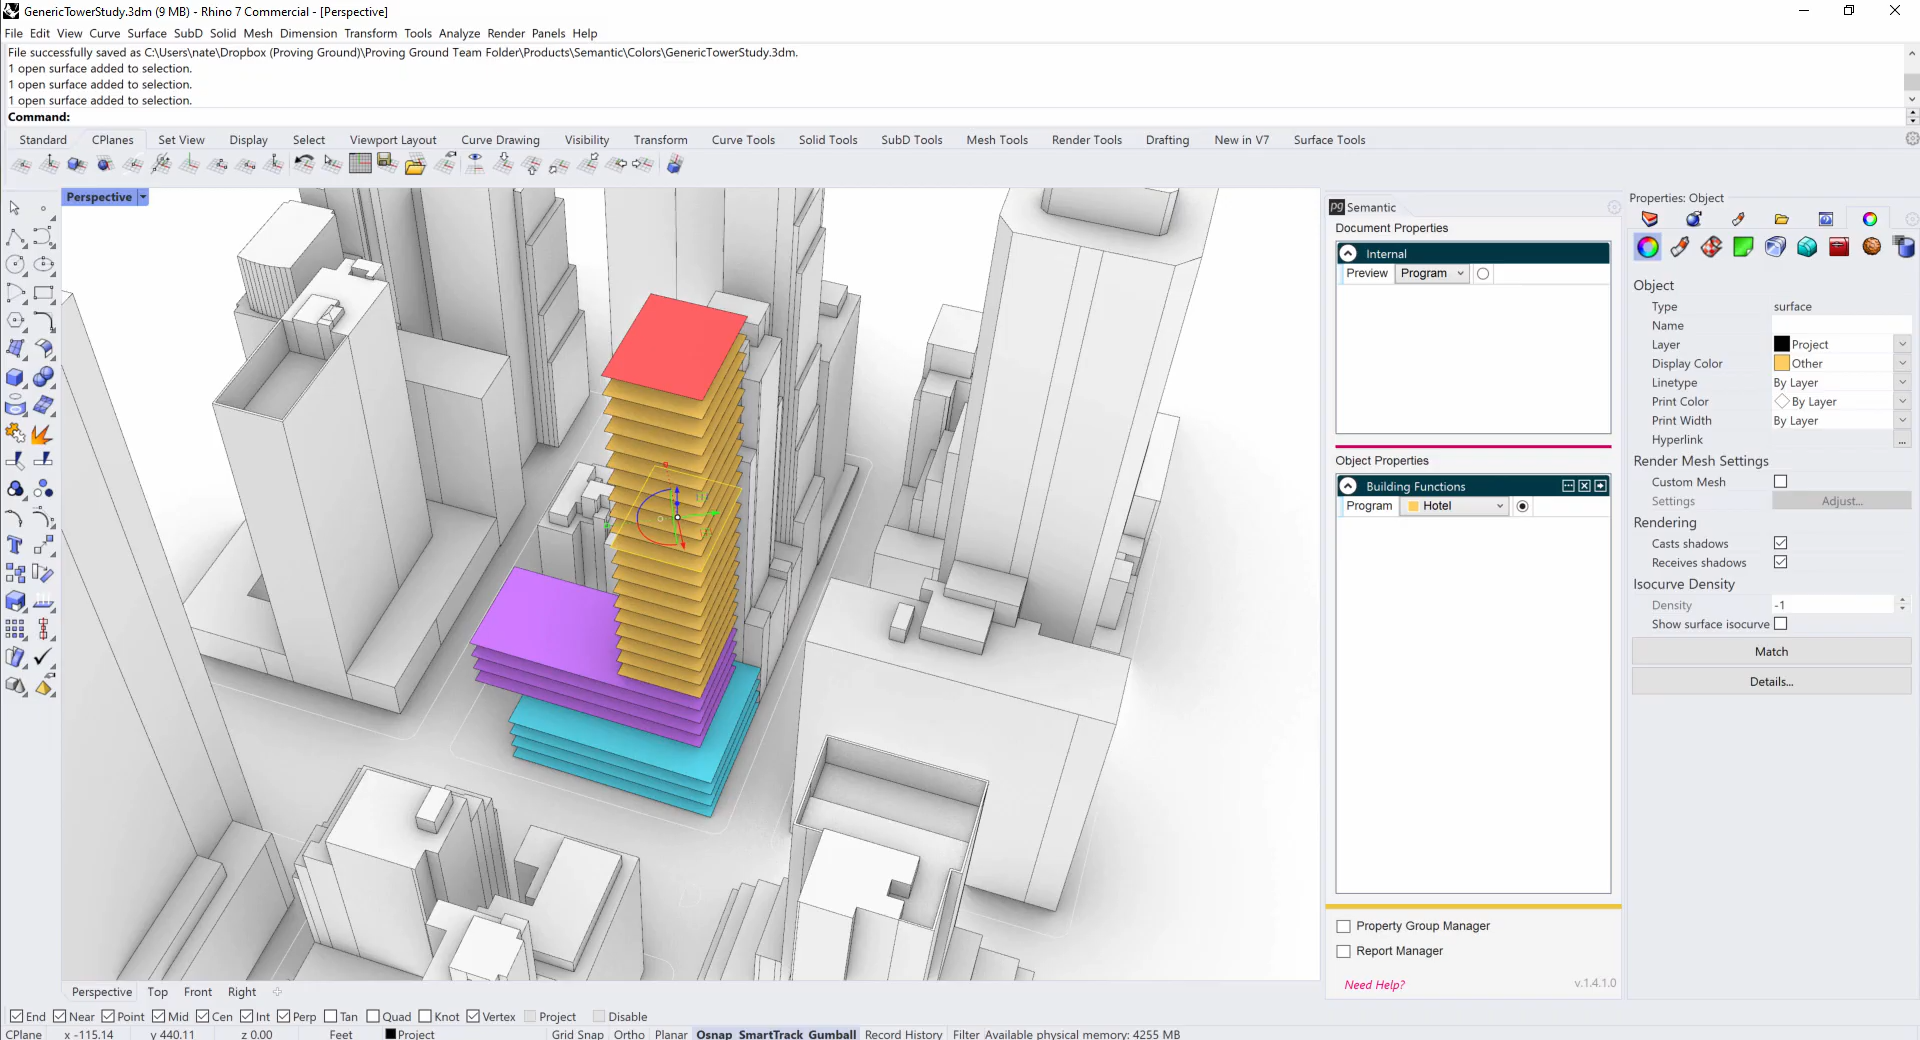 GenericTowerStudy.3dm (9 MB) - Rhino 7 Commercial - [Perspective]
File Edit View Curve Surface SubD Solid Mesh Dimension Transform Tools Analyze Render Panels Help
File successfully saved as C:\Users\nate\Dropbox (Proving Ground)\Proving Ground Team Folder\Products\Semantic\Colors\GenericTowerStudy.3dm.
1 open surface added to selection.
1 open surface added to selection.
1 open surface added to selection.
Command:
Standard CPlanes Set View Display Select Viewport Layout Curve Drawing Visibility Transform Curve Tools Solid Tools SubD Tools Mesh Tools Render Tools Drafting New in V7 Surface Tools
Perspective
pg Semantic
Document Properties
Internal
Preview Program
Object Properties
Building Functions
Program Hotel
Property Group Manager
Report Manager
Need Help? v.1.4.1.0
Properties: Object
Object
Type surface
Name
Layer Project
Display Color Other
Linetype By Layer
Print Color By Layer
Print Width By Layer
Hyperlink ...
Render Mesh Settings
Custom Mesh
Settings Adjust...
Rendering
Casts shadows
Receives shadows
Isocurve Density
Density -1
Show surface isocurve
Match
Details...
Perspective Top Front Right
End Near Point Mid Cen Int Perp Tan Quad Knot Vertex Project Disable
CPlane x -115.14 y 440.11 z 0.00 Feet Project Grid Snap Ortho Planar Osnap SmartTrack Gumball Record History Filter Available physical memory: 4255 MB